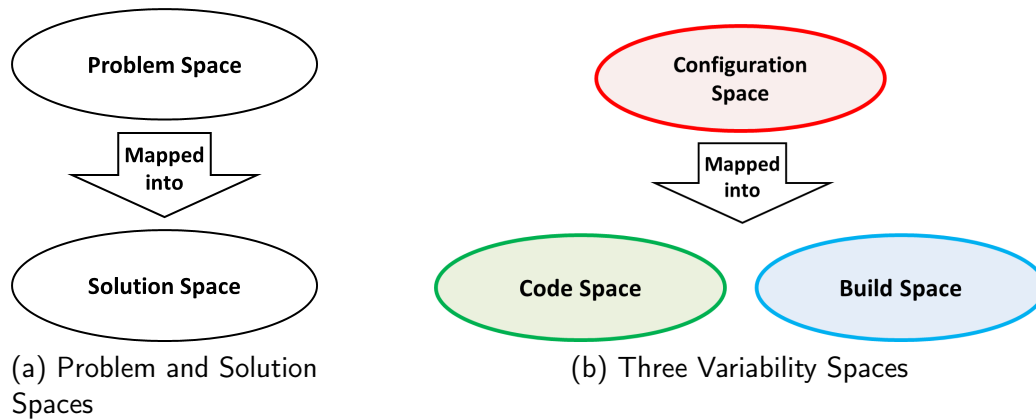 Problem Space
Mapped
into
Solution Space
(a) Problem and Solution
Spaces
Configuration
Space
Mapped
into
Code Space
Build Space
(b) Three Variability Spaces